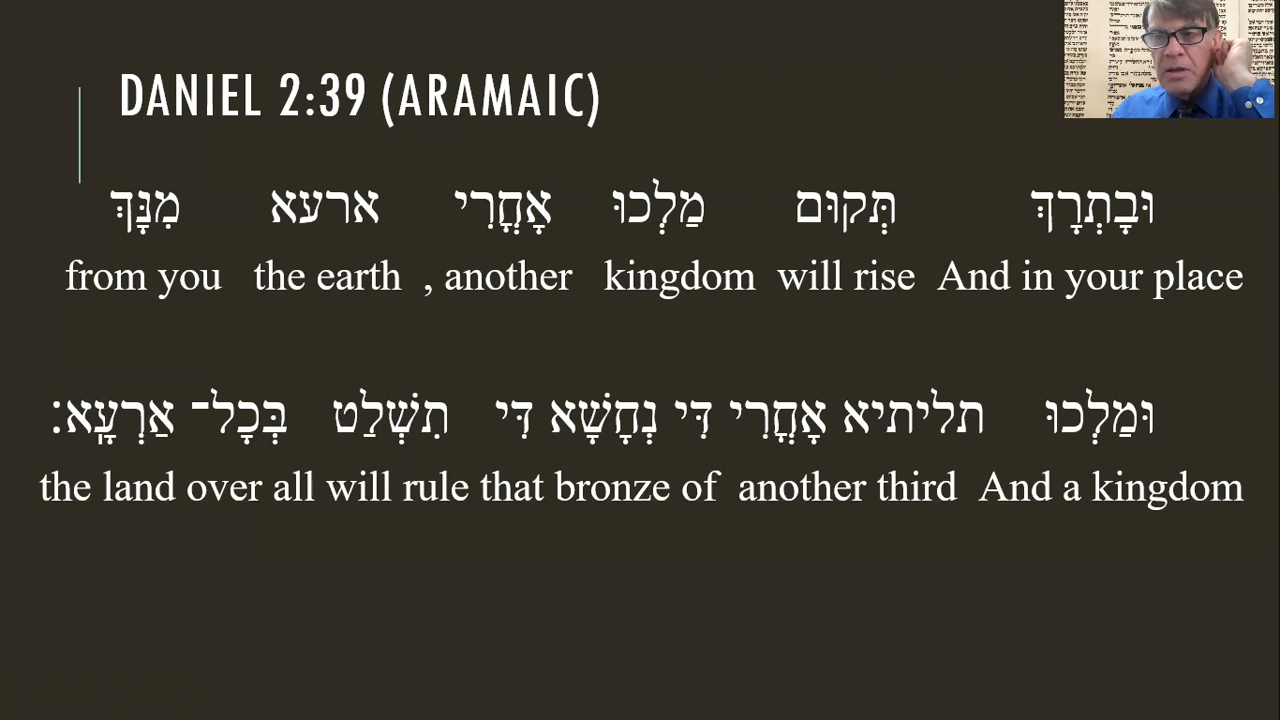 DANIEL 2:39 (ARAMAIC)
וּבָתְרָךְ תְּקוּם מַלְכוּ אָחֳרִי ארעא מִנָּךְ
from you the earth , another kingdom will rise And in your place
וּמַלְכוּ תליתיא אָחֳרִי דִּי נְחָשָׁא דִּי תִשְׁלַט בְּכָל־ אַרְעָֽא׃
the land over all will rule that bronze of another third And a kingdom